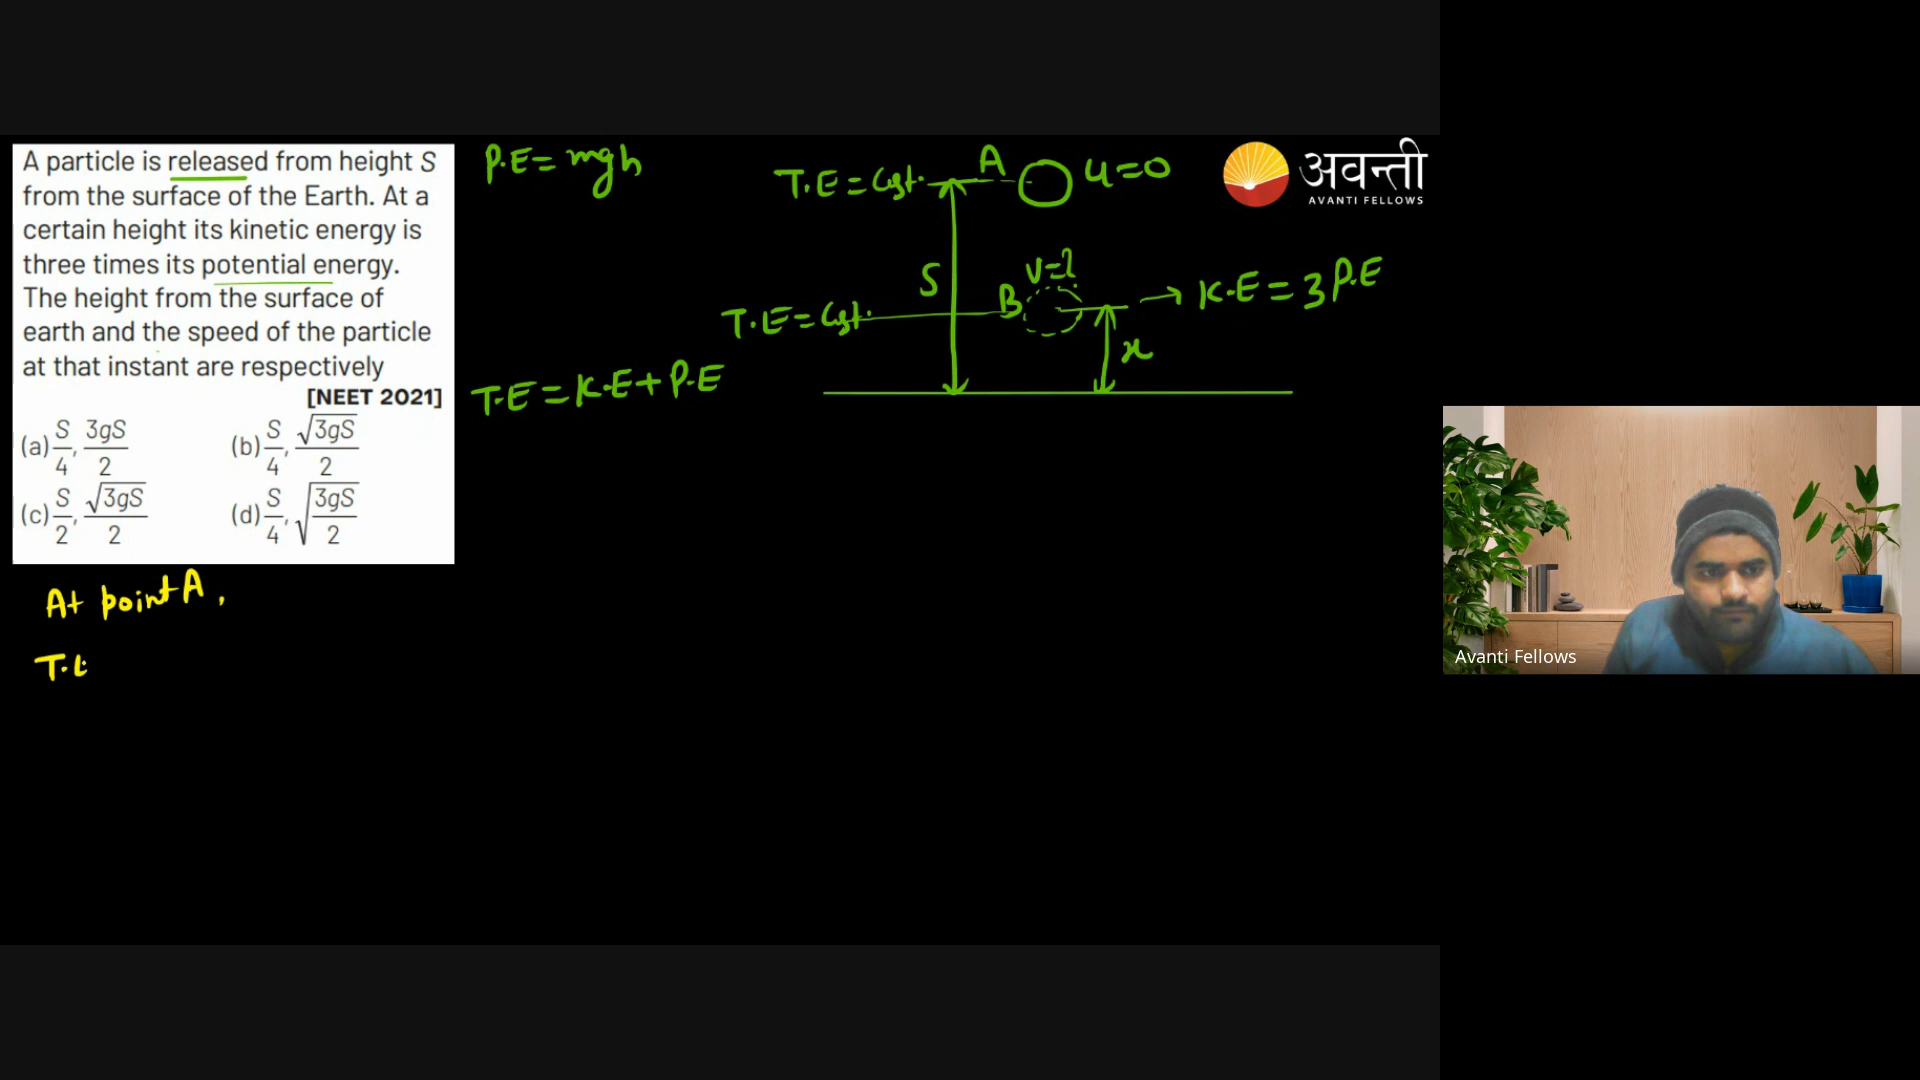 A particle is released from height S
from the surface of the Earth. At a
certain height its kinetic energy is
three times its potential energy.
The height from the surface of
earth and the speed of the particle
at that instant are respectively
[NEET 2021]
(a) S/4, 3gS/2 (b) S/4, √3gS/2
(c) S/2, √3gS/2 (d) S/4, √(3gS/2)
P.E = mgh
T.E = Cst. A u=0
S
B v=?
K.E = 3 P.E
T.E = Cst.
x
T.E = K.E + P.E
At point A,
T.E
अवन्ती
AVANTI FELLOWS
Avanti Fellows